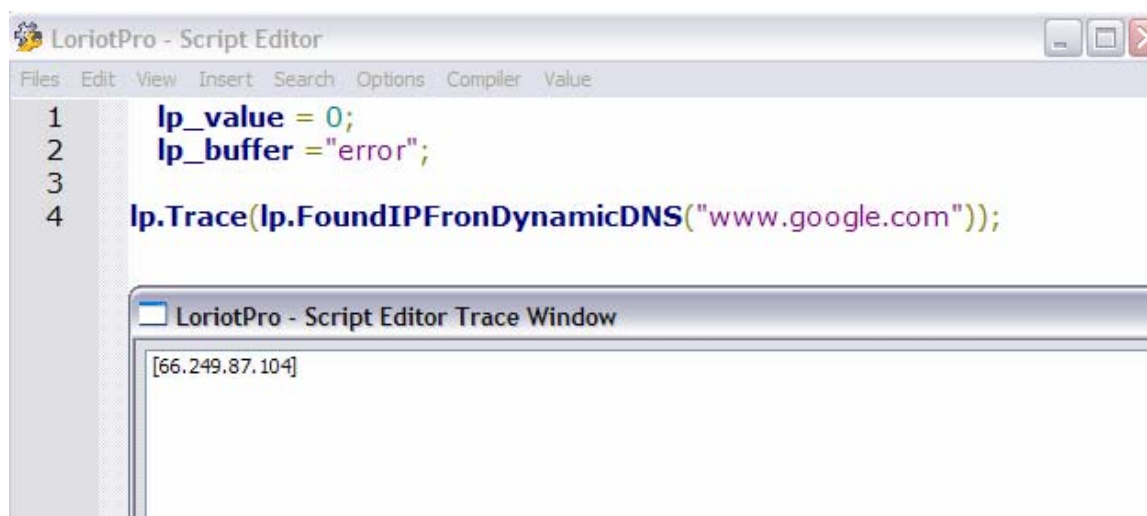 LoriotPro - Script Editor
Files Edit View Insert Search Options Compiler Value
1 lp_value = 0;
2 lp_buffer ="error";
3
4 lp.Trace(lp.FoundIPFronDynamicDNS("www.google.com"));
LoriotPro - Script Editor Trace Window
[66.249.87.104]